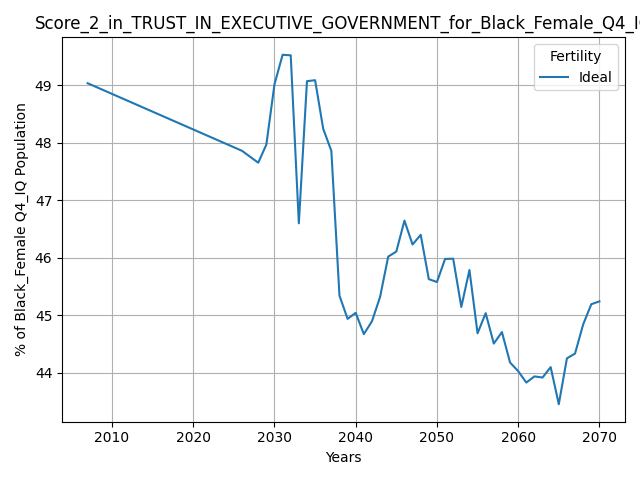 Score_2_in_TRUST_IN_EXECUTIVE_GOVERNMENT_for_Black_Female_Q4_IQ
Fertility
Ideal
% of Black_Female Q4_IQ Population
49
48
47
46
45
44
2010 2020 2030 2040 2050 2060 2070
Years